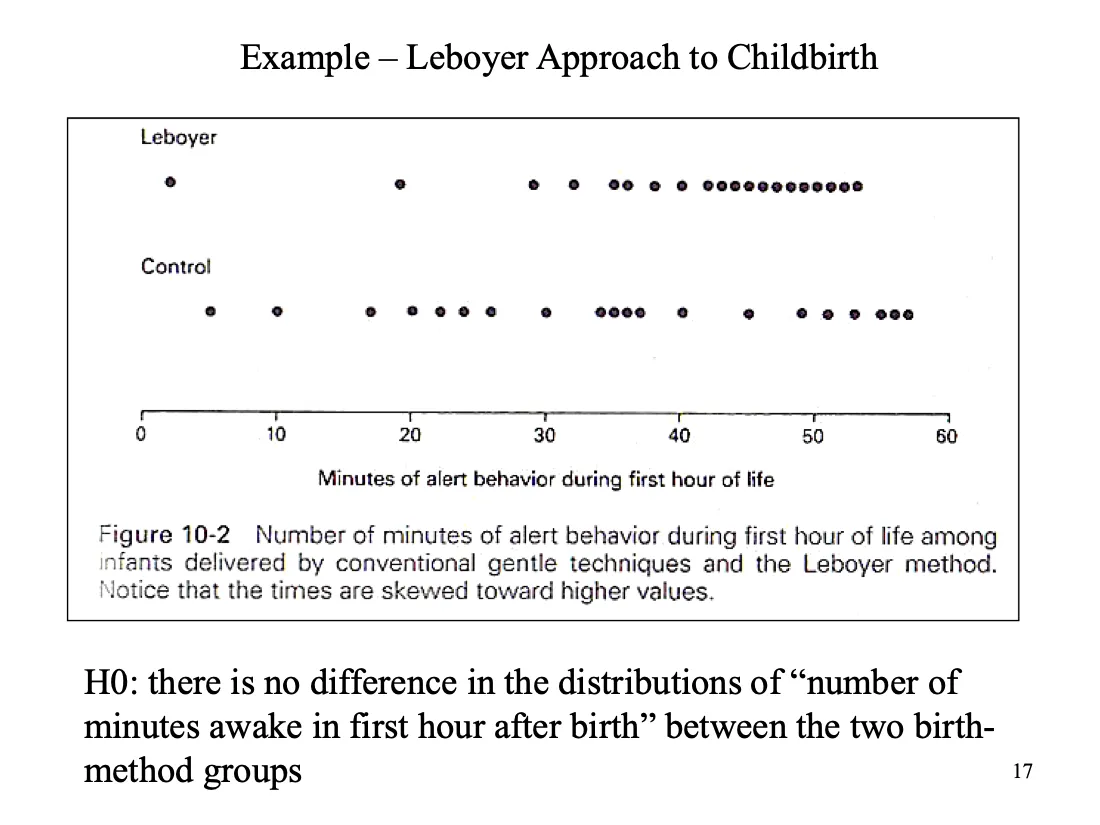 Example – Leboyer Approach to Childbirth
Leboyer
Control
0 10 20 30 40 50 60
Minutes of alert behavior during first hour of life
Figure 10-2 Number of minutes of alert behavior during first hour of life among
infants delivered by conventional gentle techniques and the Leboyer method.
Notice that the times are skewed toward higher values.
H0: there is no difference in the distributions of “number of
minutes awake in first hour after birth” between the two birth-
method groups
17